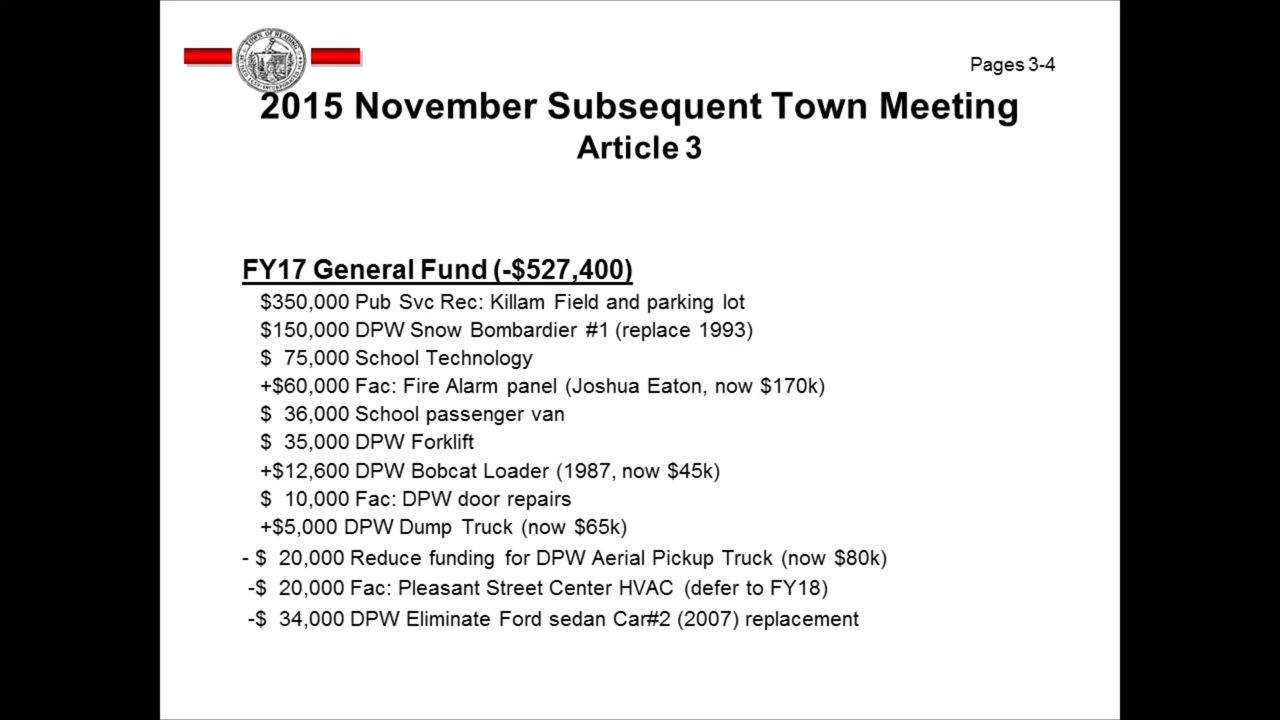 TOWN OF READING
Pages 3-4
2015 November Subsequent Town Meeting
Article 3
FY17 General Fund (-$527,400)
$350,000 Pub Svc Rec: Killam Field and parking lot
$150,000 DPW Snow Bombardier #1 (replace 1993)
$ 75,000 School Technology
+$60,000 Fac: Fire Alarm panel (Joshua Eaton, now $170k)
$ 36,000 School passenger van
$ 35,000 DPW Forklift
+$12,600 DPW Bobcat Loader (1987, now $45k)
$ 10,000 Fac: DPW door repairs
+$5,000 DPW Dump Truck (now $65k)
- $ 20,000 Reduce funding for DPW Aerial Pickup Truck (now $80k)
-$ 20,000 Fac: Pleasant Street Center HVAC (defer to FY18)
-$ 34,000 DPW Eliminate Ford sedan Car#2 (2007) replacement